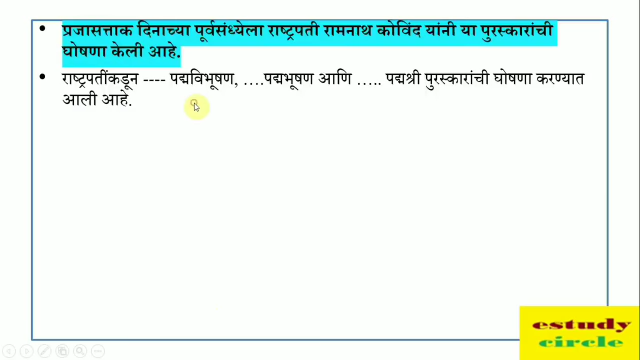 • प्रजासत्ताक दिनाच्या पूर्वसंध्येला राष्ट्रपती रामनाथ कोविंद यांनी या पुरस्कारांची
घोषणा केली आहे.
• राष्ट्रपतींकडून ---- पद्मविभूषण, ….पद्मभूषण आणि ….. पद्मश्री पुरस्कारांची घोषणा करण्यात
आली आहे.
estudy
circle